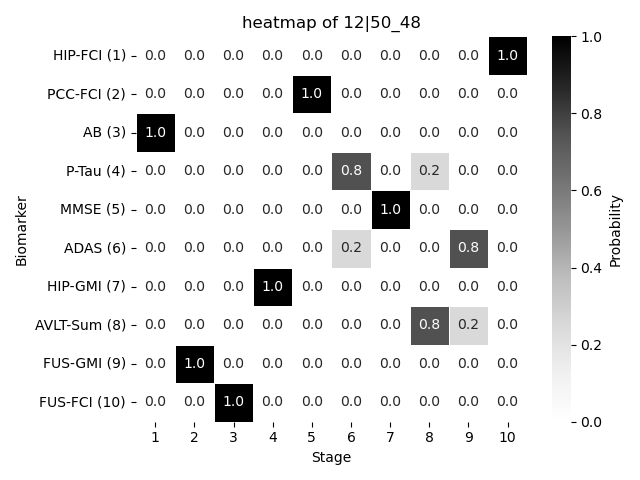 heatmap of 12|50_48
HIP-FCI (1) 0.0 0.0 0.0 0.0 0.0 0.0 0.0 0.0 0.0 1.0
PCC-FCI (2) 0.0 0.0 0.0 0.0 1.0 0.0 0.0 0.0 0.0 0.0
AB (3) 1.0 0.0 0.0 0.0 0.0 0.0 0.0 0.0 0.0 0.0
P-Tau (4) 0.0 0.0 0.0 0.0 0.0 0.8 0.0 0.2 0.0 0.0
MMSE (5) 0.0 0.0 0.0 0.0 0.0 0.0 1.0 0.0 0.0 0.0
ADAS (6) 0.0 0.0 0.0 0.0 0.0 0.2 0.0 0.0 0.8 0.0
HIP-GMI (7) 0.0 0.0 0.0 1.0 0.0 0.0 0.0 0.0 0.0 0.0
AVLT-Sum (8) 0.0 0.0 0.0 0.0 0.0 0.0 0.0 0.8 0.2 0.0
FUS-GMI (9) 0.0 1.0 0.0 0.0 0.0 0.0 0.0 0.0 0.0 0.0
FUS-FCI (10) 0.0 0.0 1.0 0.0 0.0 0.0 0.0 0.0 0.0 0.0
1 2 3 4 5 6 7 8 9 10
Stage
Biomarker
1.0
0.8
0.6
0.4
0.2
0.0
Probability